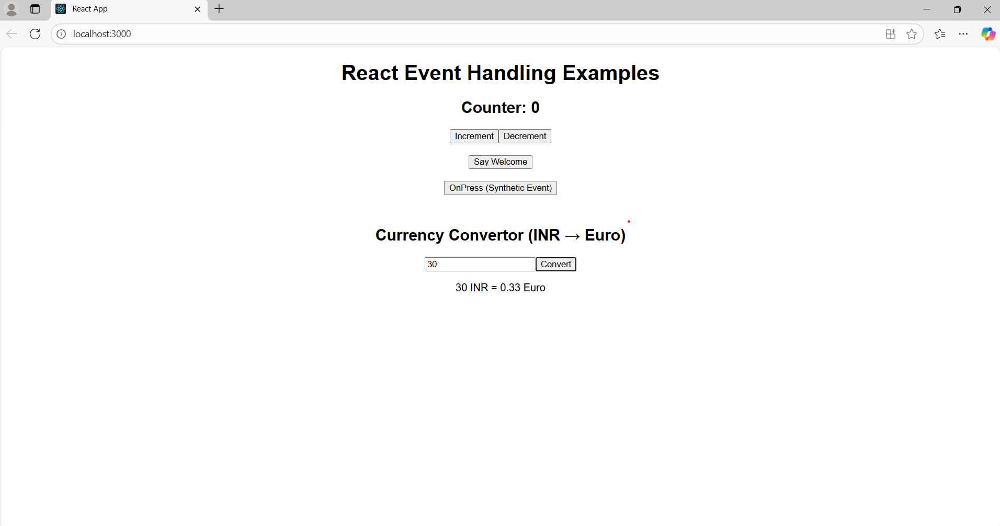 React App
localhost:3000
React Event Handling Examples
Counter: 0
Increment Decrement
Say Welcome
OnPress (Synthetic Event)
Currency Convertor (INR → Euro)
30 Convert
30 INR = 0.33 Euro